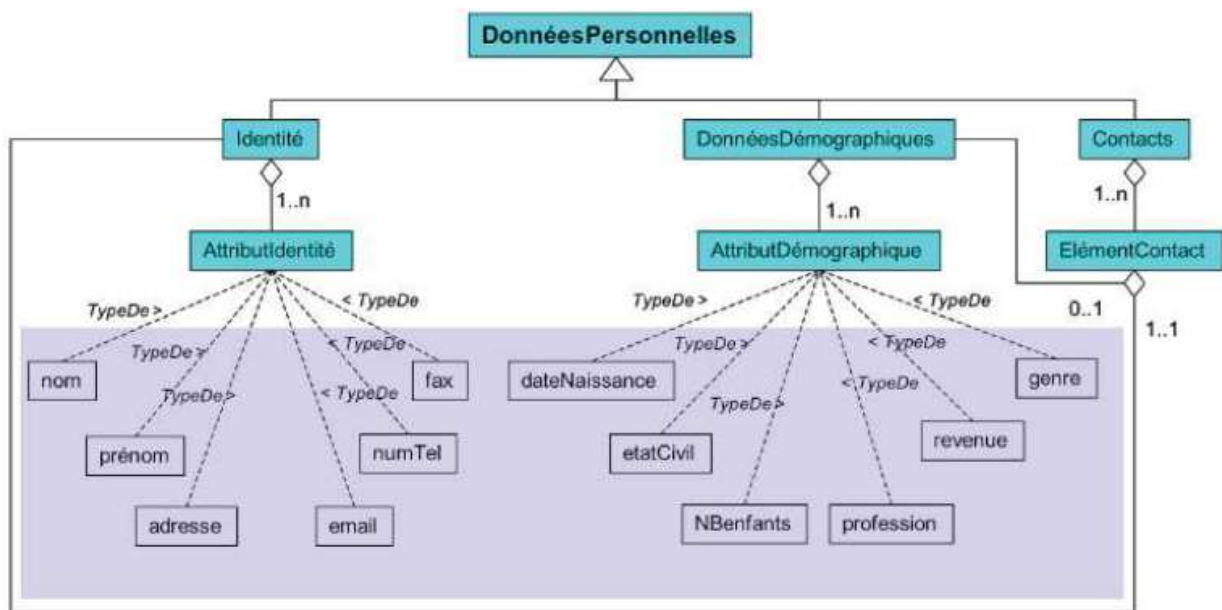 DonnéesPersonnelles
Identité
DonnéesDémographiques
Contacts
1..n
1..n
1..n
AttributIdentité
AttributDémographique
ElémentContact
TypeDe >
< TypeDe
TypeDe >
< TypeDe
0..1
1..1
TypeDe >
< TypeDe
TypeDe >
< TypeDe
nom
fax
dateNaissance
genre
TypeDe >
< TypeDe
TypeDe >
< TypeDe
prénom
numTel
etatCivil
revenue
adresse
email
NBenfants
profession